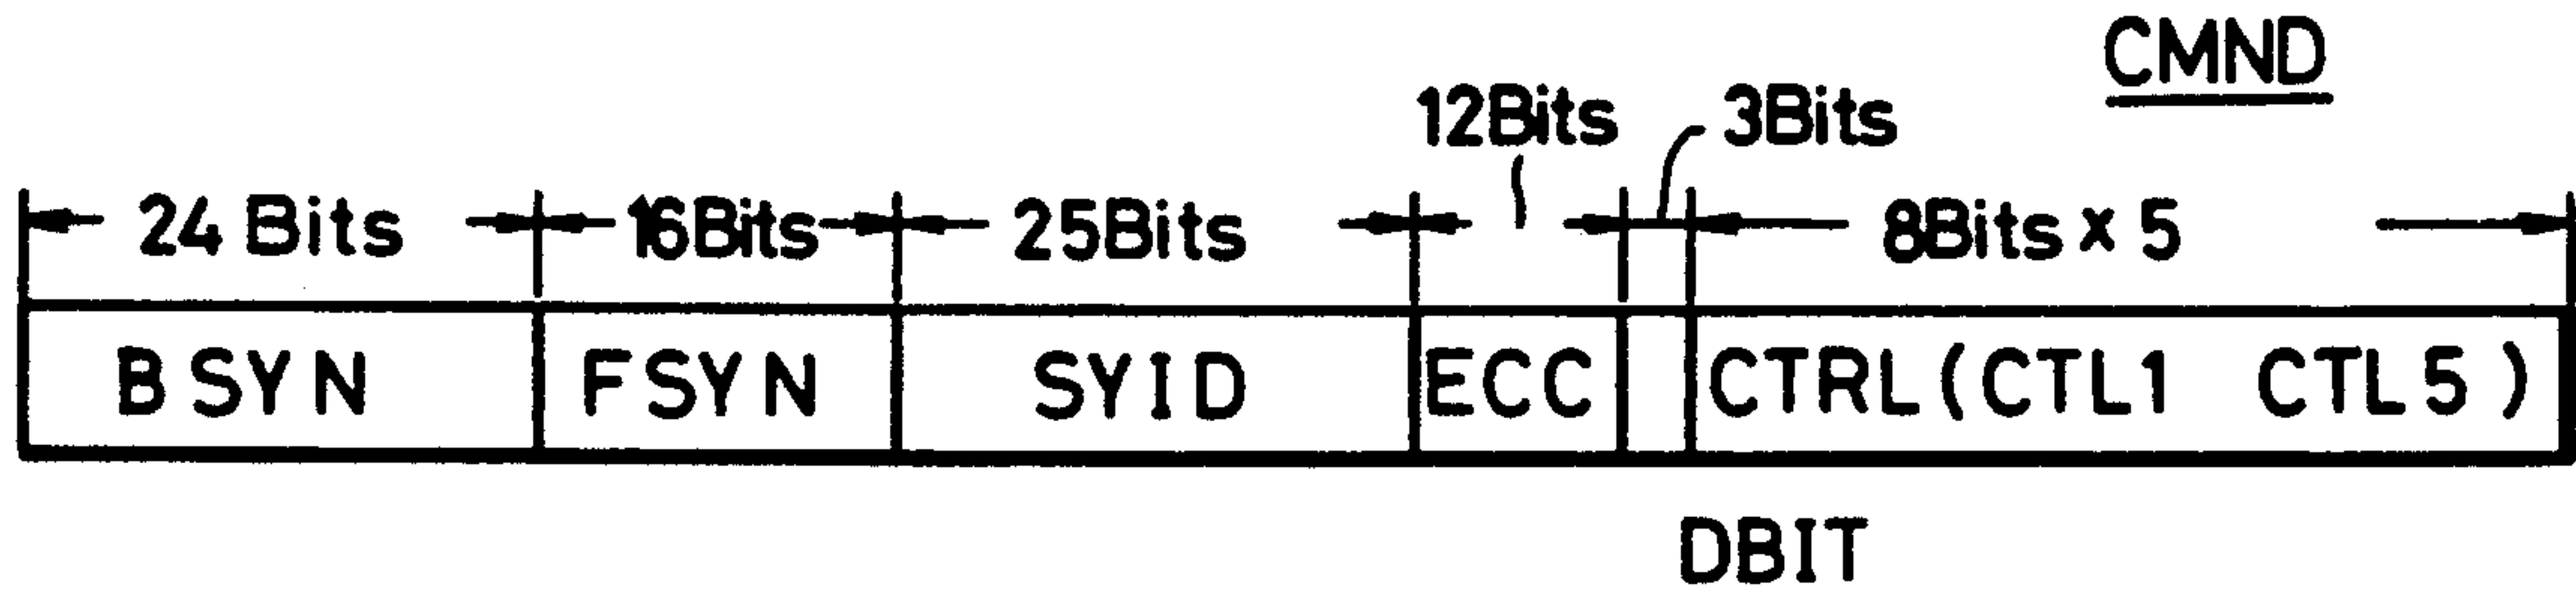 CMND
12Bits 3Bits
24 Bits 16Bits 25Bits 8Bits x 5
BSYN FSYN SYID ECC CTRL(CTL1 CTL5)
DBIT